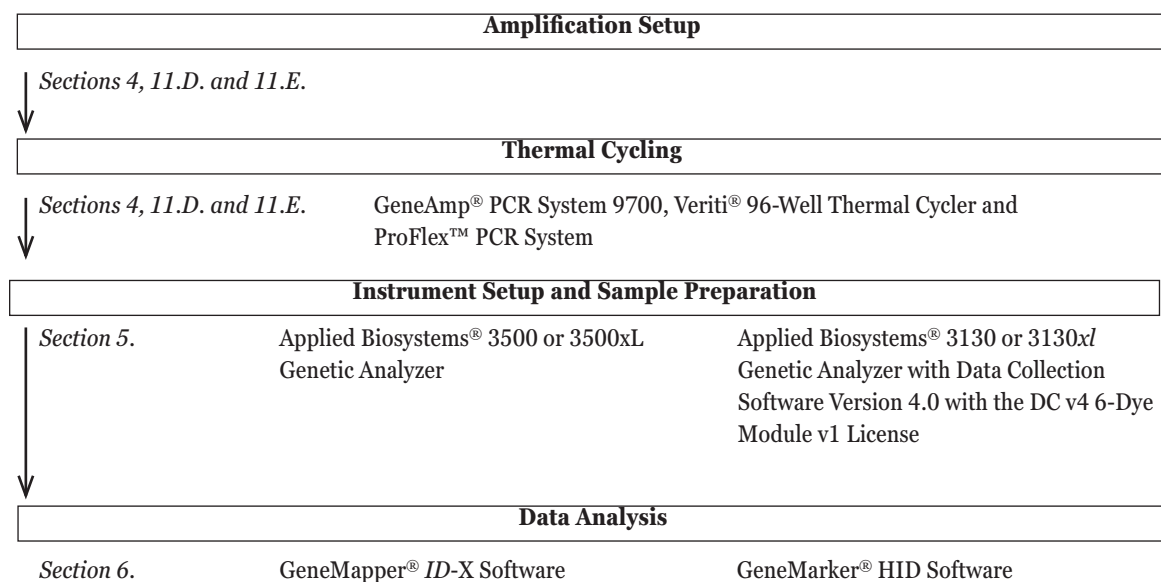 Amplification Setup
Sections 4, 11.D. and 11.E.
Thermal Cycling
Sections 4, 11.D. and 11.E.
GeneAmp® PCR System 9700, Veriti® 96-Well Thermal Cycler and
ProFlex™ PCR System
Instrument Setup and Sample Preparation
Section 5.
Applied Biosystems® 3500 or 3500xL
Genetic Analyzer
Applied Biosystems® 3130 or 3130xl
Genetic Analyzer with Data Collection
Software Version 4.0 with the DC v4 6-Dye
Module v1 License
Data Analysis
Section 6.
GeneMapper® ID-X Software
GeneMarker® HID Software